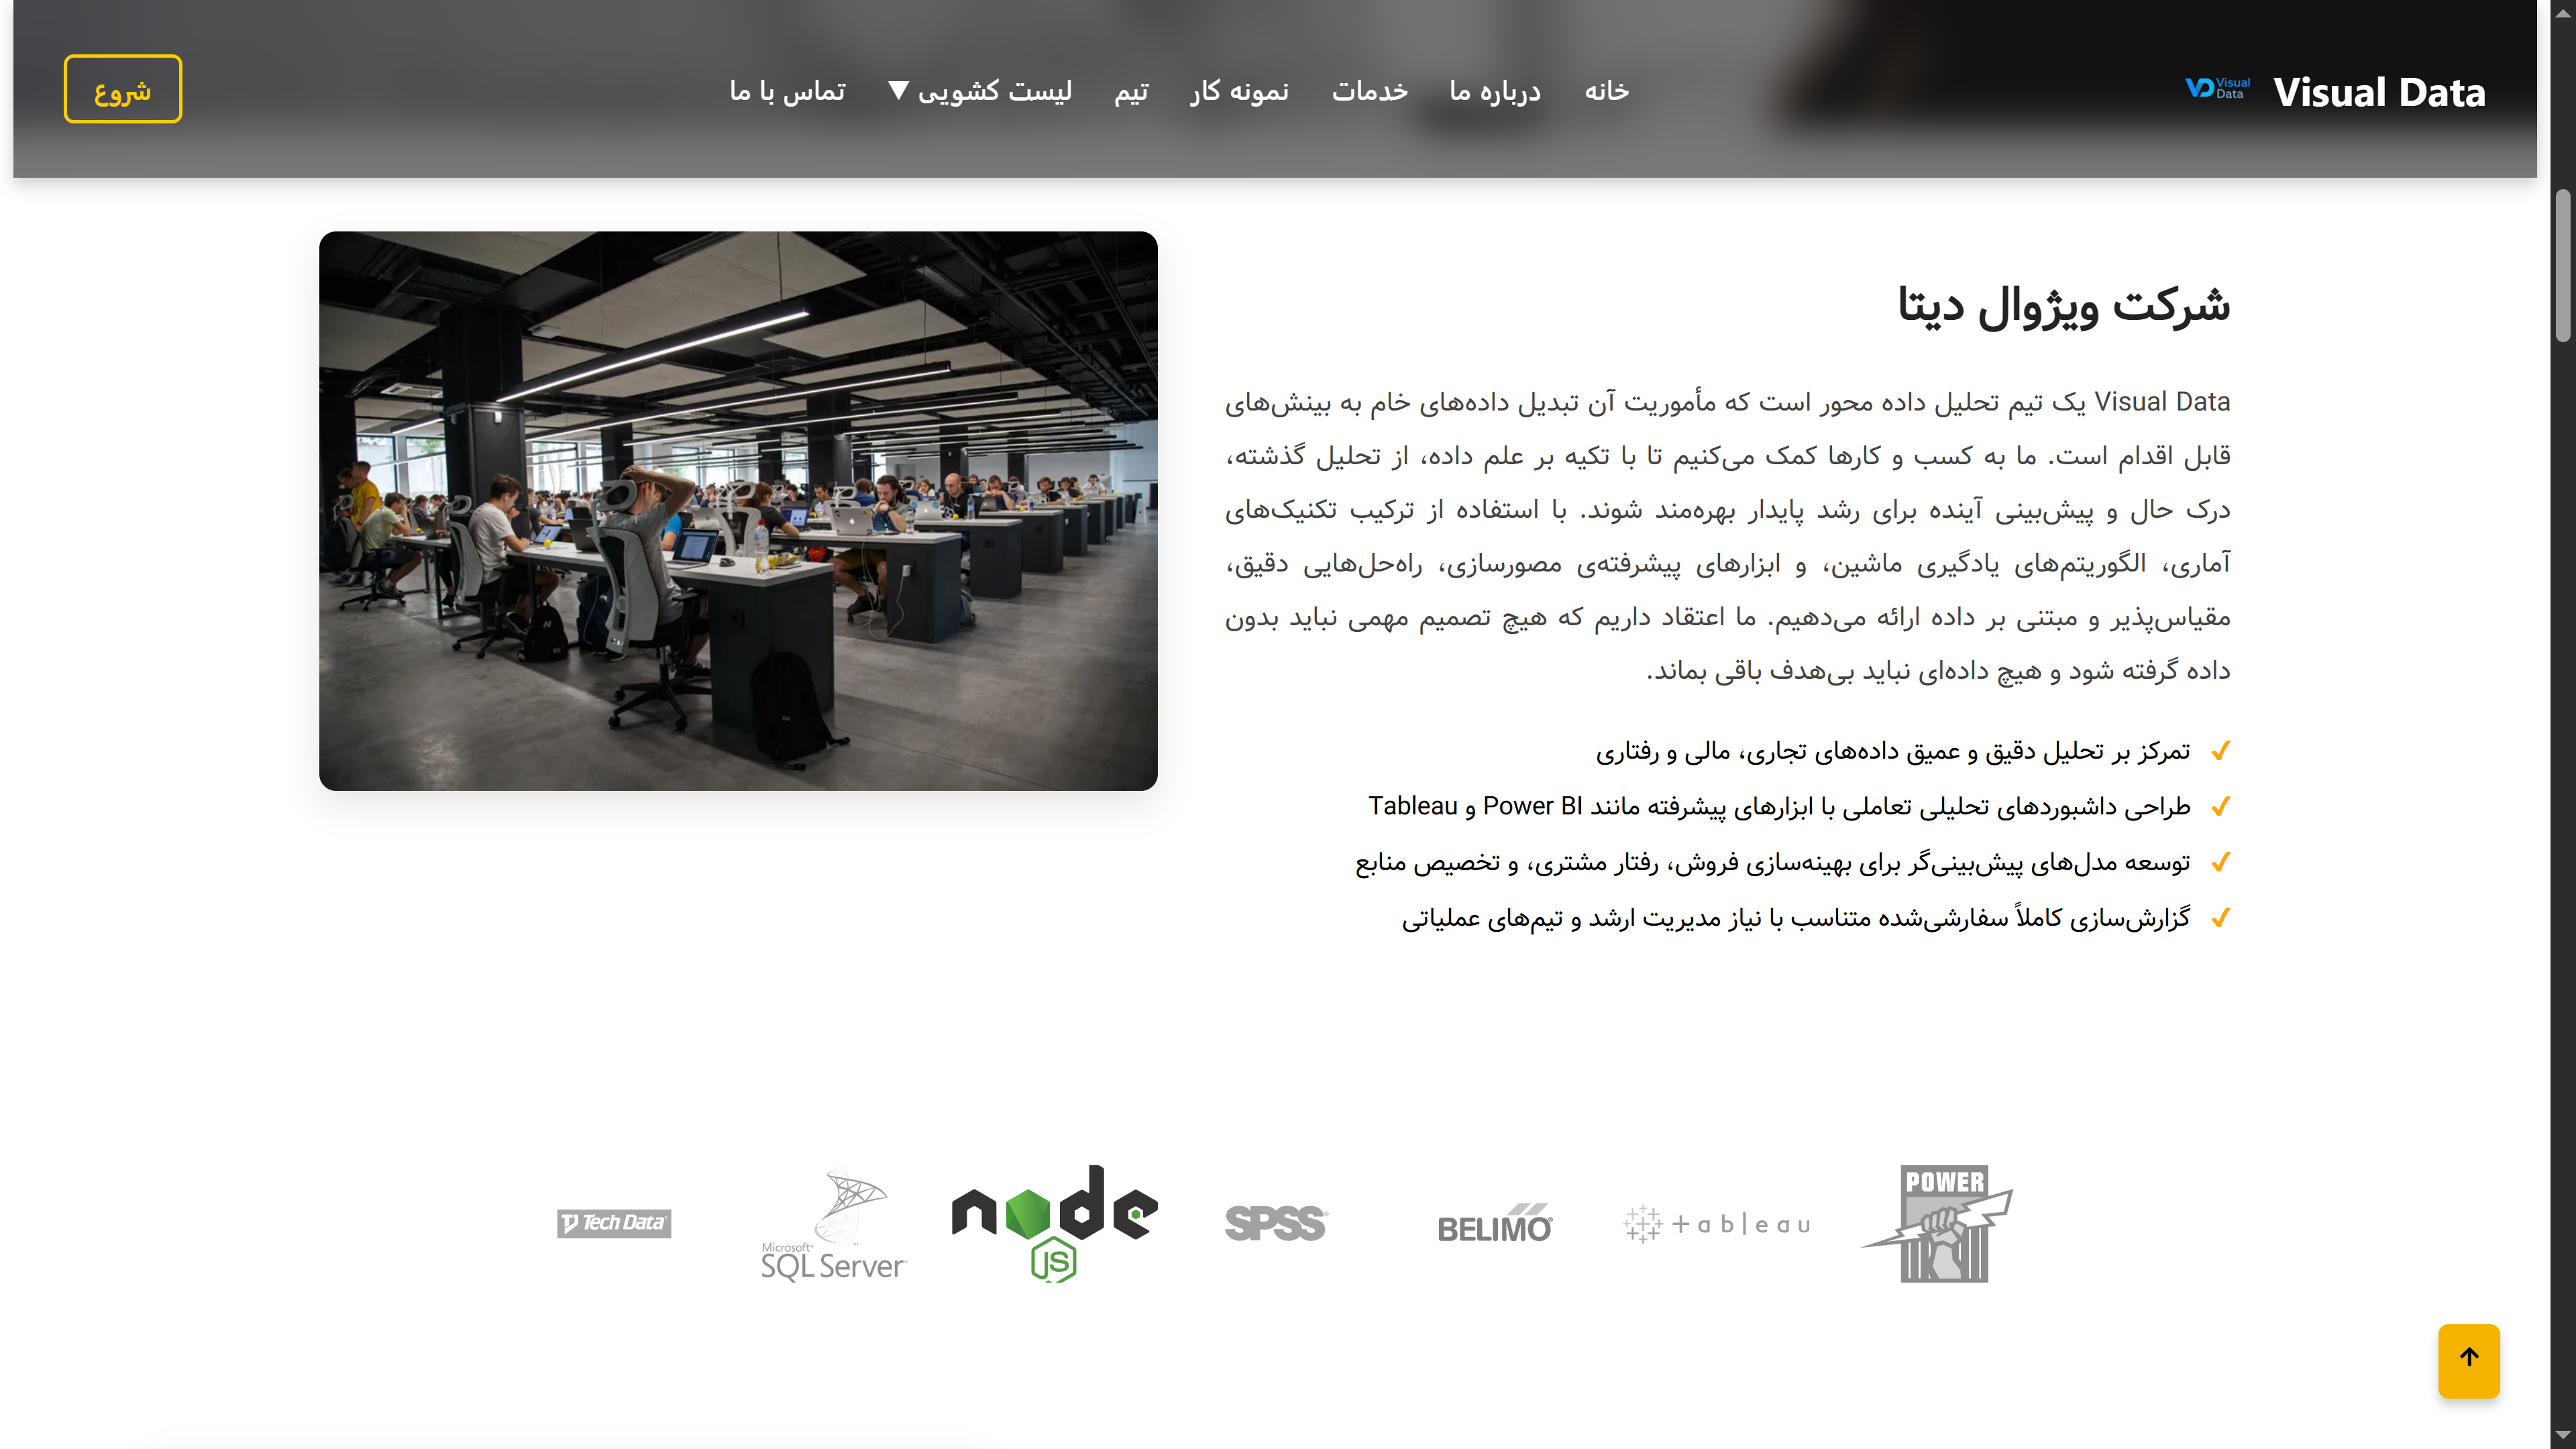 Visual Data
Visual Data
خانه
درباره ما
خدمات
نمونه کار
تیم
لیست کشویی ▼
تماس با ما
شروع
شرکت ویژوال دیتا
Visual Data یک تیم تحلیل داده محور است که مأموریت آن تبدیل داده‌های خام به بینش‌های
قابل اقدام است. ما به کسب و کارها کمک می‌کنیم تا با تکیه بر علم داده، از تحلیل گذشته،
درک حال و پیش‌بینی آینده برای رشد پایدار بهره‌مند شوند. با استفاده از ترکیب تکنیک‌های
آماری، الگوریتم‌های یادگیری ماشین، و ابزارهای پیشرفته‌ی مصورسازی، راه‌حل‌هایی دقیق،
مقیاس‌پذیر و مبتنی بر داده ارائه می‌دهیم. ما اعتقاد داریم که هیچ تصمیم مهمی نباید بدون
داده گرفته شود و هیچ داده‌ای نباید بی‌هدف باقی بماند.
✔ تمرکز بر تحلیل دقیق و عمیق داده‌های تجاری، مالی و رفتاری
✔ طراحی داشبوردهای تحلیلی تعاملی با ابزارهای پیشرفته مانند Power BI و Tableau
✔ توسعه مدل‌های پیش‌بینی‌گر برای بهینه‌سازی فروش، رفتار مشتری، و تخصیص منابع
✔ گزارش‌سازی کاملاً سفارشی‌شده متناسب با نیاز مدیریت ارشد و تیم‌های عملیاتی
POWER
+ableau
BELIMO®
SPSS®
node
JS
Microsoft®
SQL Server®
Tech Data®